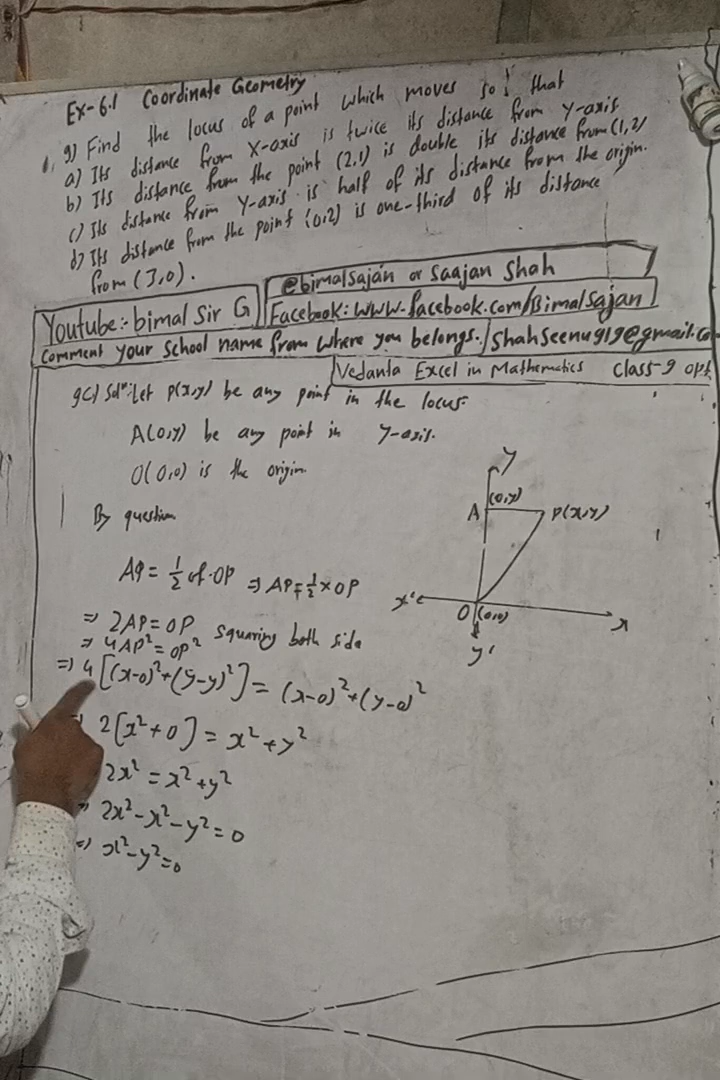 Ex-6.1 Coordinate Geometry
1. g) Find the locus of a point which moves so that
a) Its distance from X-axis is twice its distance from Y-axis
b) Its distance from the point (2,1) is double its distance from (1,2)
c) Its distance from Y-axis is half of its distance from the origin.
d) Its distance from the point (0,2) is one-third of its distance
from (3,0).
@bimalsajan or Saajan Shah
Youtube:- bimal Sir G
Facebook: www.facebook.com/Bimalsajan
Comment your School name from where you belongs./Shahseenu919@gmail.co
Vedanta Excel in Mathematics Class-9 opt
9c) Solⁿ: Let P(x,y) be any point in the locus.
A(0,y) be any point in y-axis.
O(0,0) is the origin.
By question
AP = 1/2 of OP ⇒ AP = 1/2 × OP
⇒ 2AP = OP
⇒ 4AP² = OP² squaring both side
⇒ 4[(x-0)²+(y-y)²] = (x-0)²+(y-0)²
⇒ 2[x²+0] = x²+y²
2x² = x²+y²
⇒ 2x²-x²-y²=0
⇒ x²-y²=0
y
A (0,y) P(x,y)
x' O (0,0) x
y'